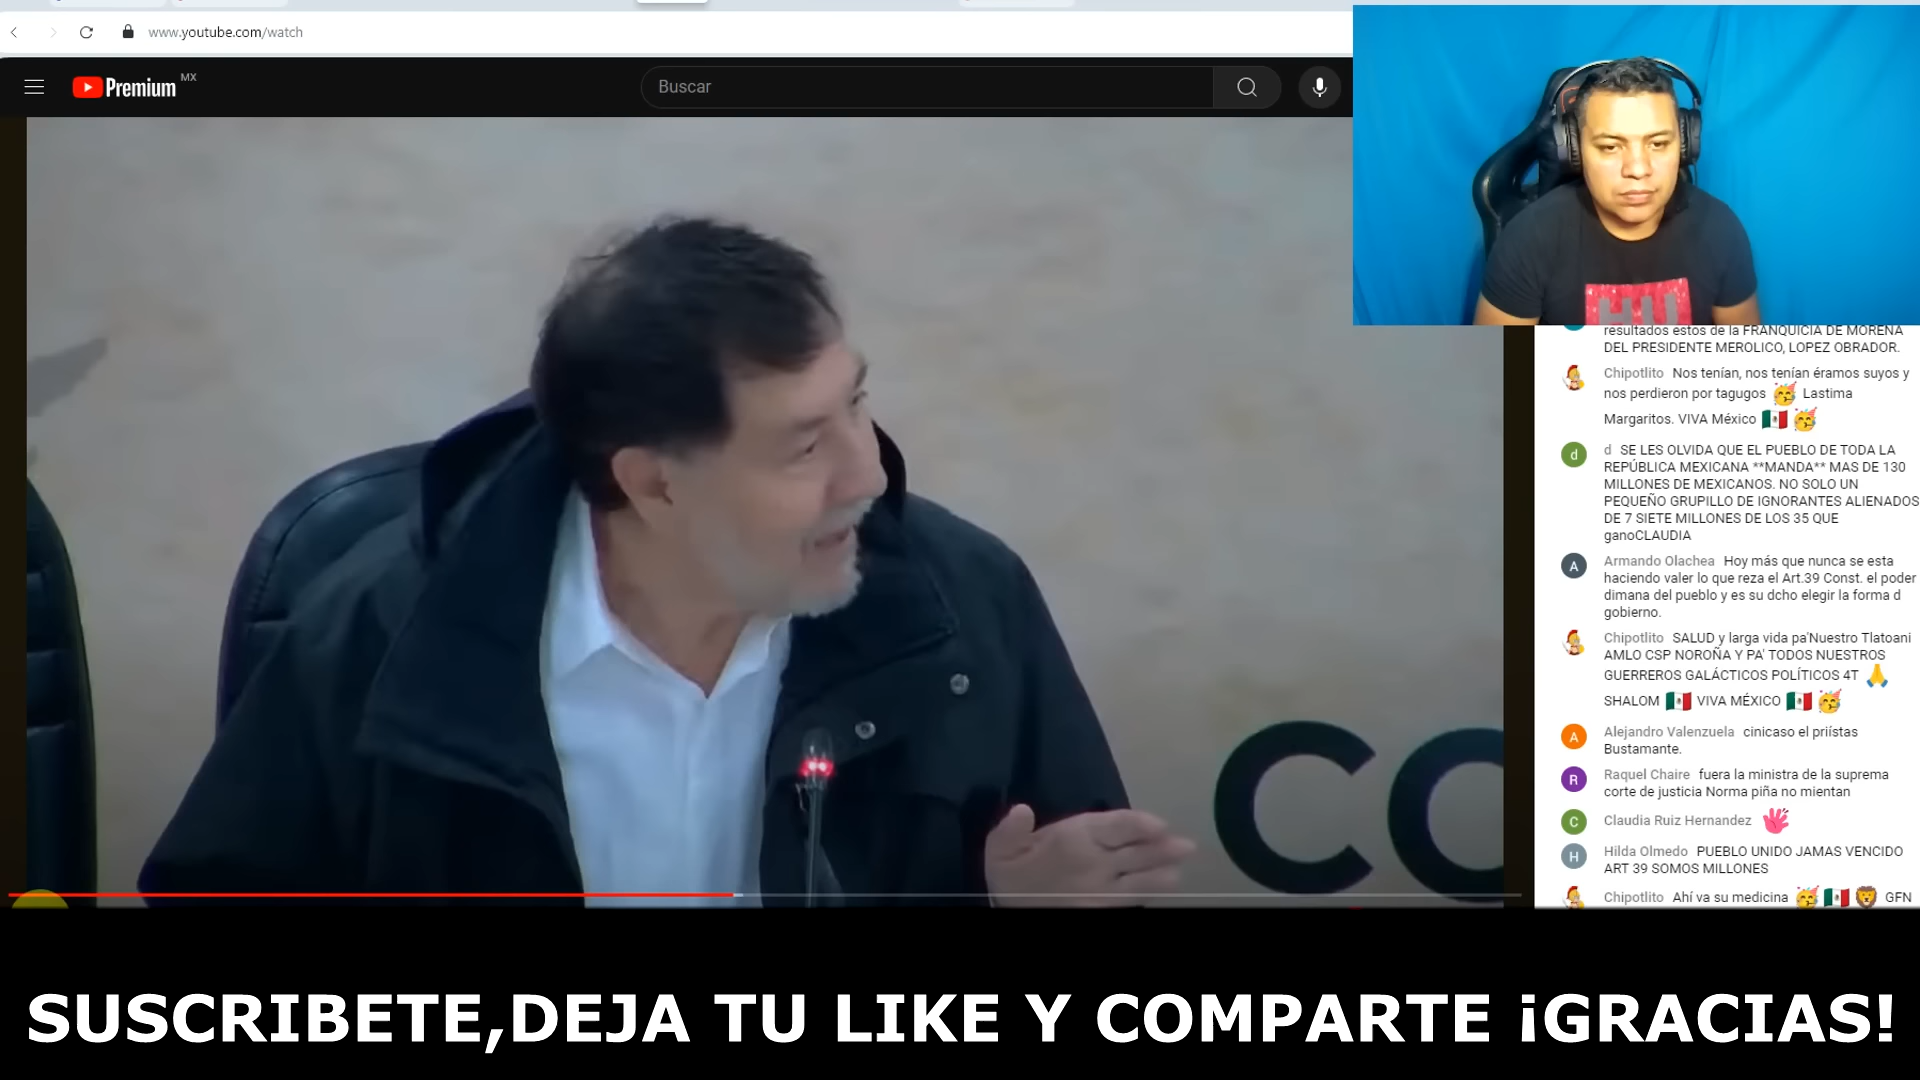 www.youtube.com/watch
Premium MX
Buscar
resultados estos de la FRANQUICIA DE MORENA
DEL PRESIDENTE MEROLICO, LOPEZ OBRADOR.
Chipotlito Nos tenían, nos tenían éramos suyos y
nos perdieron por tagugos 🥳 Lastima
Margaritos. VIVA México 🇲🇽 🥳
d
d SE LES OLVIDA QUE EL PUEBLO DE TODA LA
REPÚBLICA MEXICANA **MANDA** MAS DE 130
MILLONES DE MEXICANOS. NO SOLO UN
PEQUEÑO GRUPILLO DE IGNORANTES ALIENADOS
DE 7 SIETE MILLONES DE LOS 35 QUE
ganoCLAUDIA
A
Armando Olachea Hoy más que nunca se esta
haciendo valer lo que reza el Art.39 Const. el poder
dimana del pueblo y es su dcho elegir la forma d
gobierno.
Chipotlito SALUD y larga vida pa'Nuestro Tlatoani
AMLO CSP NOROÑA Y PA' TODOS NUESTROS
GUERREROS GALÁCTICOS POLÍTICOS 4T 🙏
SHALOM 🇲🇽 VIVA MÉXICO 🇲🇽 🥳
A
Alejandro Valenzuela cinicaso el priístas
Bustamante.
R
Raquel Chaire fuera la ministra de la suprema
corte de justicia Norma piña no mientan
C
Claudia Ruiz Hernandez
H
Hilda Olmedo PUEBLO UNIDO JAMAS VENCIDO
ART 39 SOMOS MILLONES
Chipotlito Ahí va su medicina 🥳 🇲🇽 🦁 GFN
CO
SUSCRIBETE,DEJA TU LIKE Y COMPARTE ¡GRACIAS!